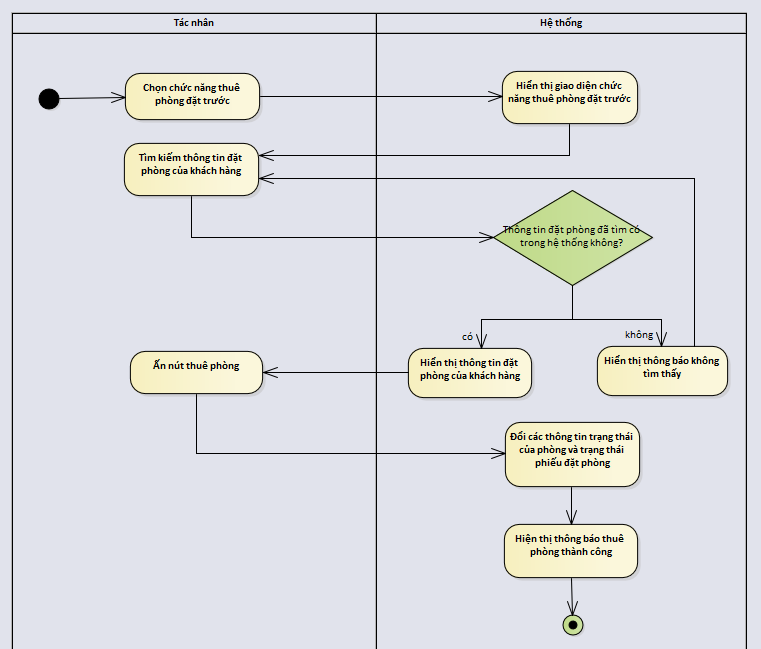 Tác nhân
Hệ thống
Chọn chức năng thuê
phòng đặt trước
Hiển thị giao diện chức
năng thuê phòng đặt trước
Tìm kiếm thông tin đặt
phòng của khách hàng
Thông tin đặt phòng đã tìm có
trong hệ thống không?
có
không
Ấn nút thuê phòng
Hiển thị thông tin đặt
phòng của khách hàng
Hiển thị thông báo không
tìm thấy
Đổi các thông tin trạng thái
của phòng và trạng thái
phiếu đặt phòng
Hiện thị thông báo thuê
phòng thành công